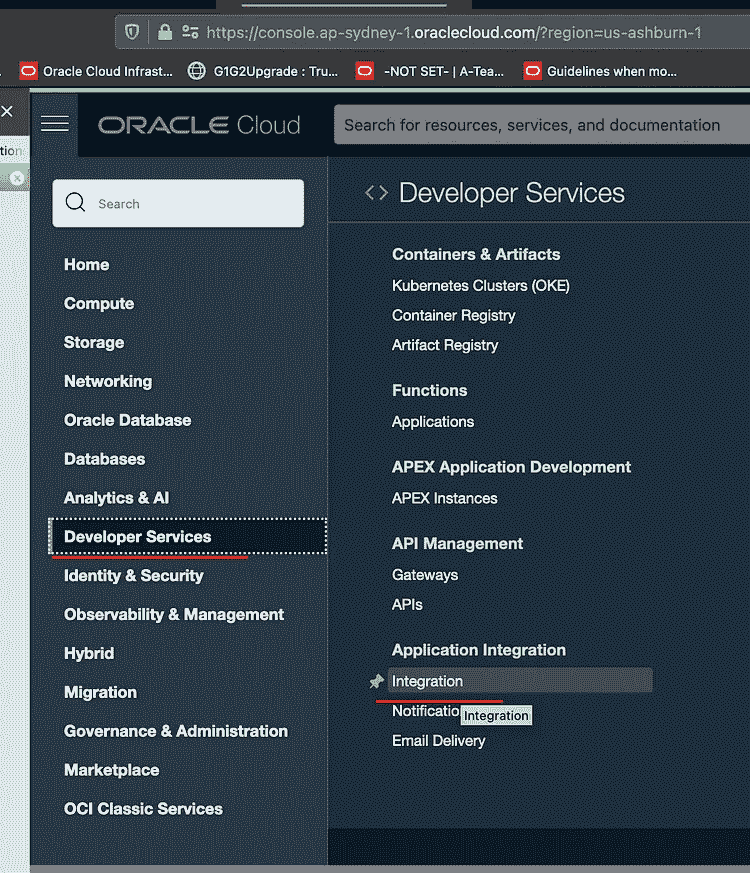 https://console.ap-sydney-1.oraclecloud.com/?region=us-ashburn-1
Oracle Cloud Infrast...
G1G2Upgrade : Tru...
-NOT SET- | A-Tea...
Guidelines when mo...
ORACLE Cloud
Search for resources, services, and documentation
Search
Home
Compute
Storage
Networking
Oracle Database
Databases
Analytics & AI
Developer Services
Identity & Security
Observability & Management
Hybrid
Migration
Governance & Administration
Marketplace
OCI Classic Services
Developer Services
Containers & Artifacts
Kubernetes Clusters (OKE)
Container Registry
Artifact Registry
Functions
Applications
APEX Application Development
APEX Instances
API Management
Gateways
APIs
Application Integration
Integration
Notificatio
Integration
Email Delivery